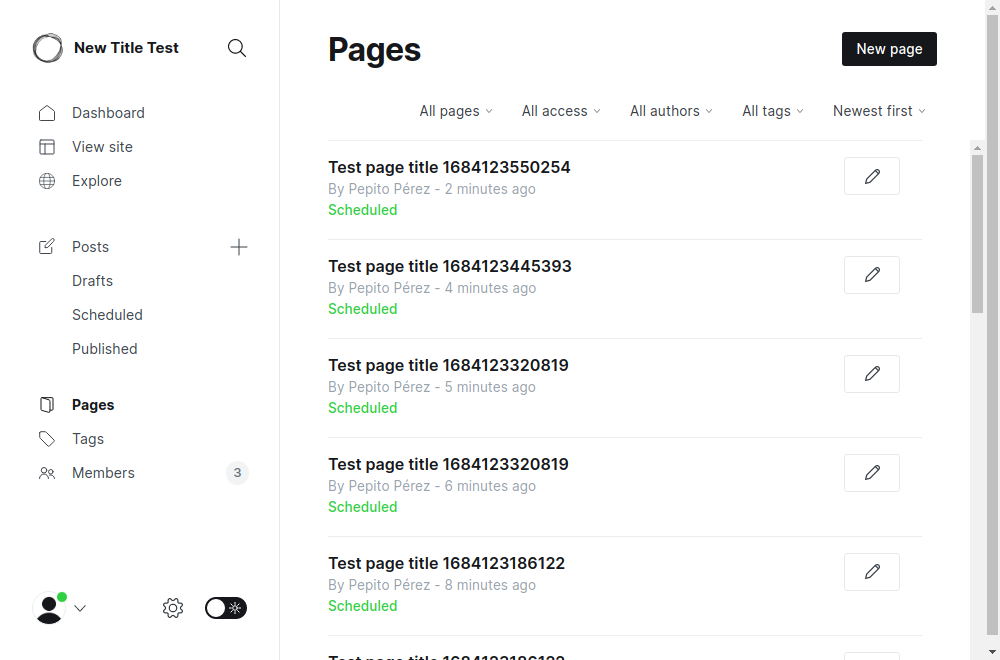 New Title Test
Dashboard
View site
Explore
Posts
Drafts
Scheduled
Published
Pages
Tags
Members 3
Pages
New page
All pages All access All authors All tags Newest first
Test page title 1684123550254
By Pepito Pérez - 2 minutes ago
Scheduled
Test page title 1684123445393
By Pepito Pérez - 4 minutes ago
Scheduled
Test page title 1684123320819
By Pepito Pérez - 5 minutes ago
Scheduled
Test page title 1684123320819
By Pepito Pérez - 6 minutes ago
Scheduled
Test page title 1684123186122
By Pepito Pérez - 8 minutes ago
Scheduled
Test page title 1684123186122